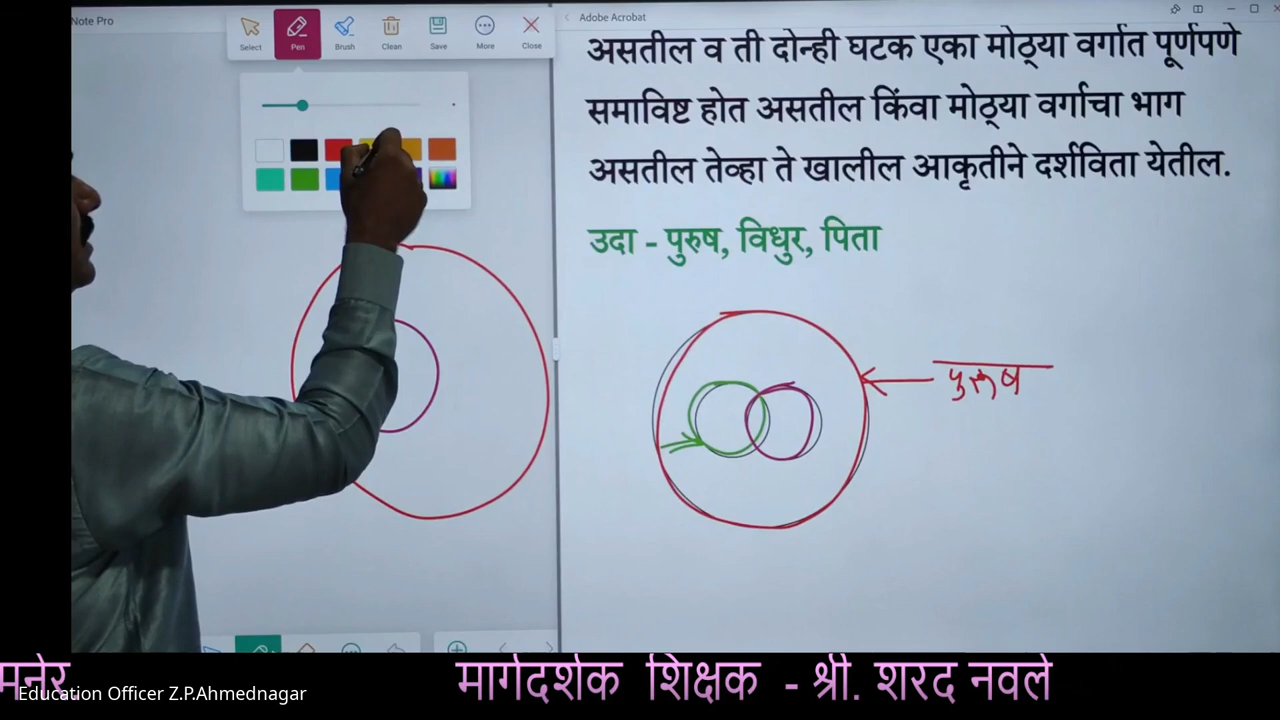 Note Pro
Select Pen Brush Clean Save More Close
Adobe Acrobat
असतील व ती दोन्ही घटक एका मोठ्या वर्गात पूर्णपणे
समाविष्ट होत असतील किंवा मोठ्या वर्गाचा भाग
असतील तेव्हा ते खालील आकृतीने दर्शविता येतील.
उदा - पुरुष, विधुर, पिता
पुरुष
मनेर मार्गदर्शक शिक्षक - श्री. शरद नवले
Education Officer Z.P.Ahmednagar